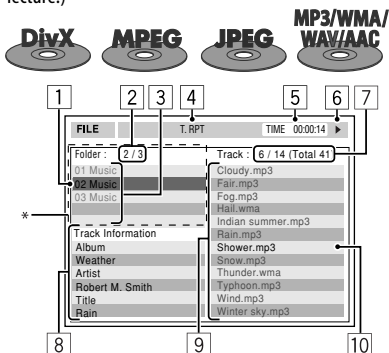 lecture.)
DivX
MPEG
JPEG
MP3/WMA/
WAV/AAC
1
2
3
4
5
6
7
FILE
T. RPT
TIME 00:00:14
Folder : 2 / 3
Track : 6 / 14 (Total 41
01 Music
02 Music
03 Music
Cloudy.mp3
Fair.mp3
Fog.mp3
Hail.wma
Indian summer.mp3
Rain.mp3
Shower.mp3
Snow.mp3
Thunder.wma
Typhoon.mp3
Wind.mp3
Winter sky.mp3
*
Track Information
Album
Weather
Artist
Robert M. Smith
Title
Rain
8
9
10